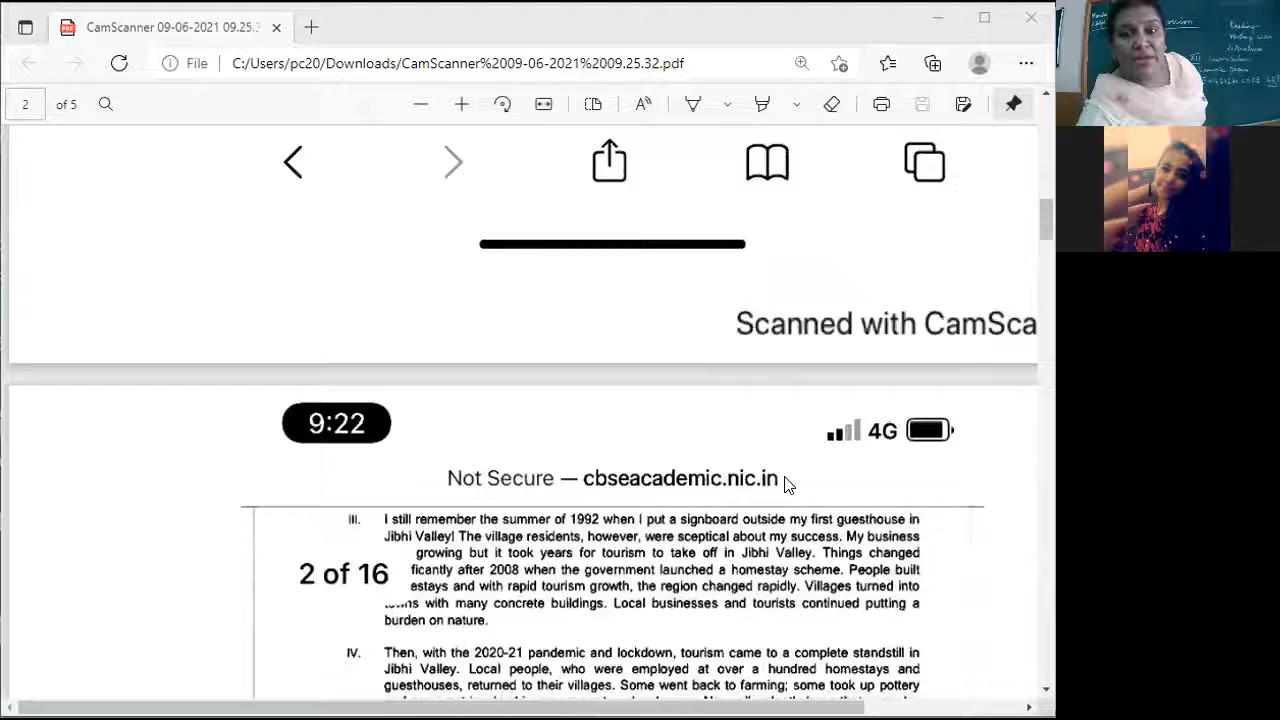 CamScanner 09-06-2021 09.25.3
File C:/Users/pc20/Downloads/CamScanner%2009-06-2021%2009.25.32.pdf
2 of 5
Scanned with CamSca
9:22
4G
Not Secure — cbseacademic.nic.in
III. I still remember the summer of 1992 when I put a signboard outside my first guesthouse in
Jibhi Valley! The village residents, however, were sceptical about my success. My business
growing but it took years for tourism to take off in Jibhi Valley. Things changed
ficantly after 2008 when the government launched a homestay scheme. People built
2 of 16
estays and with rapid tourism growth, the region changed rapidly. Villages turned into
with many concrete buildings. Local businesses and tourists continued putting a
burden on nature.
IV. Then, with the 2020-21 pandemic and lockdown, tourism came to a complete standstill in
Jibhi Valley. Local people, who were employed at over a hundred homestays and
guesthouses, returned to their villages. Some went back to farming; some took up pottery